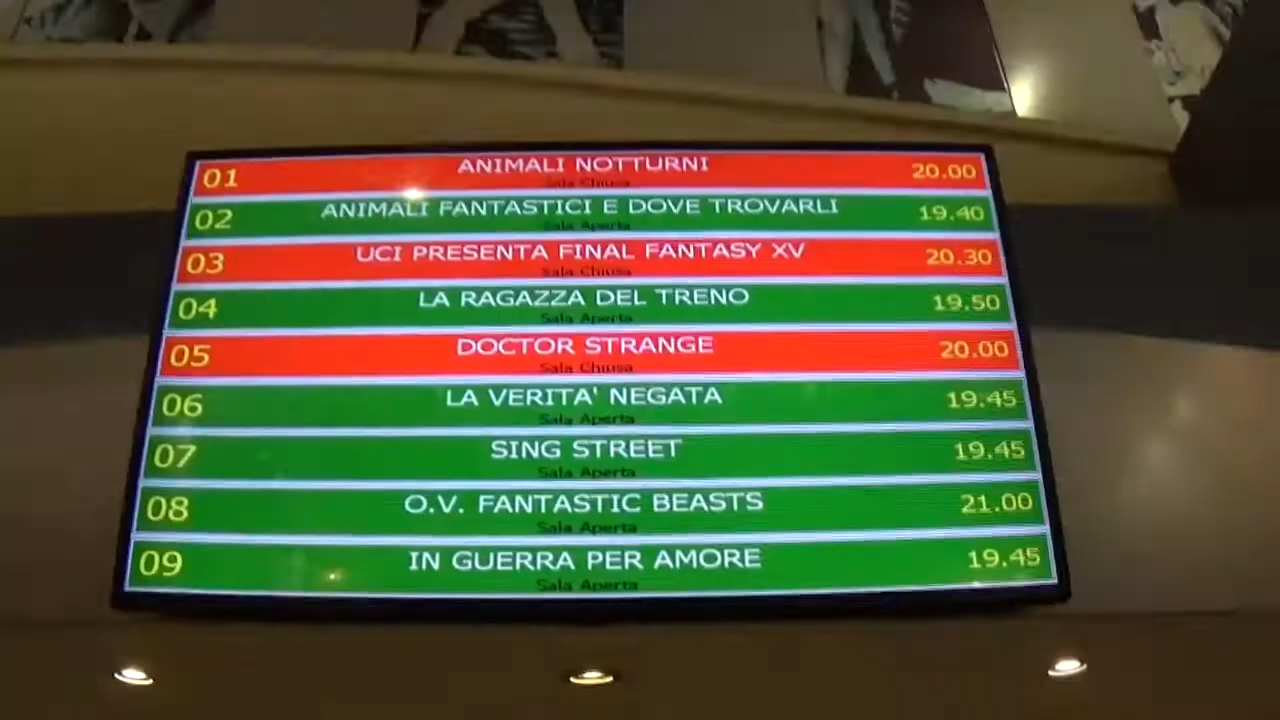 01 ANIMALI NOTTURNI 20.00
Sala Chiusa
02 ANIMALI FANTASTICI E DOVE TROVARLI 19.40
Sala Aperta
03 UCI PRESENTA FINAL FANTASY XV 20.30
Sala Chiusa
04 LA RAGAZZA DEL TRENO 19.50
Sala Aperta
05 DOCTOR STRANGE 20.00
Sala Chiusa
06 LA VERITA' NEGATA 19.45
Sala Aperta
07 SING STREET 19.45
Sala Aperta
08 O.V. FANTASTIC BEASTS 21.00
Sala Aperta
09 IN GUERRA PER AMORE 19.45
Sala Aperta